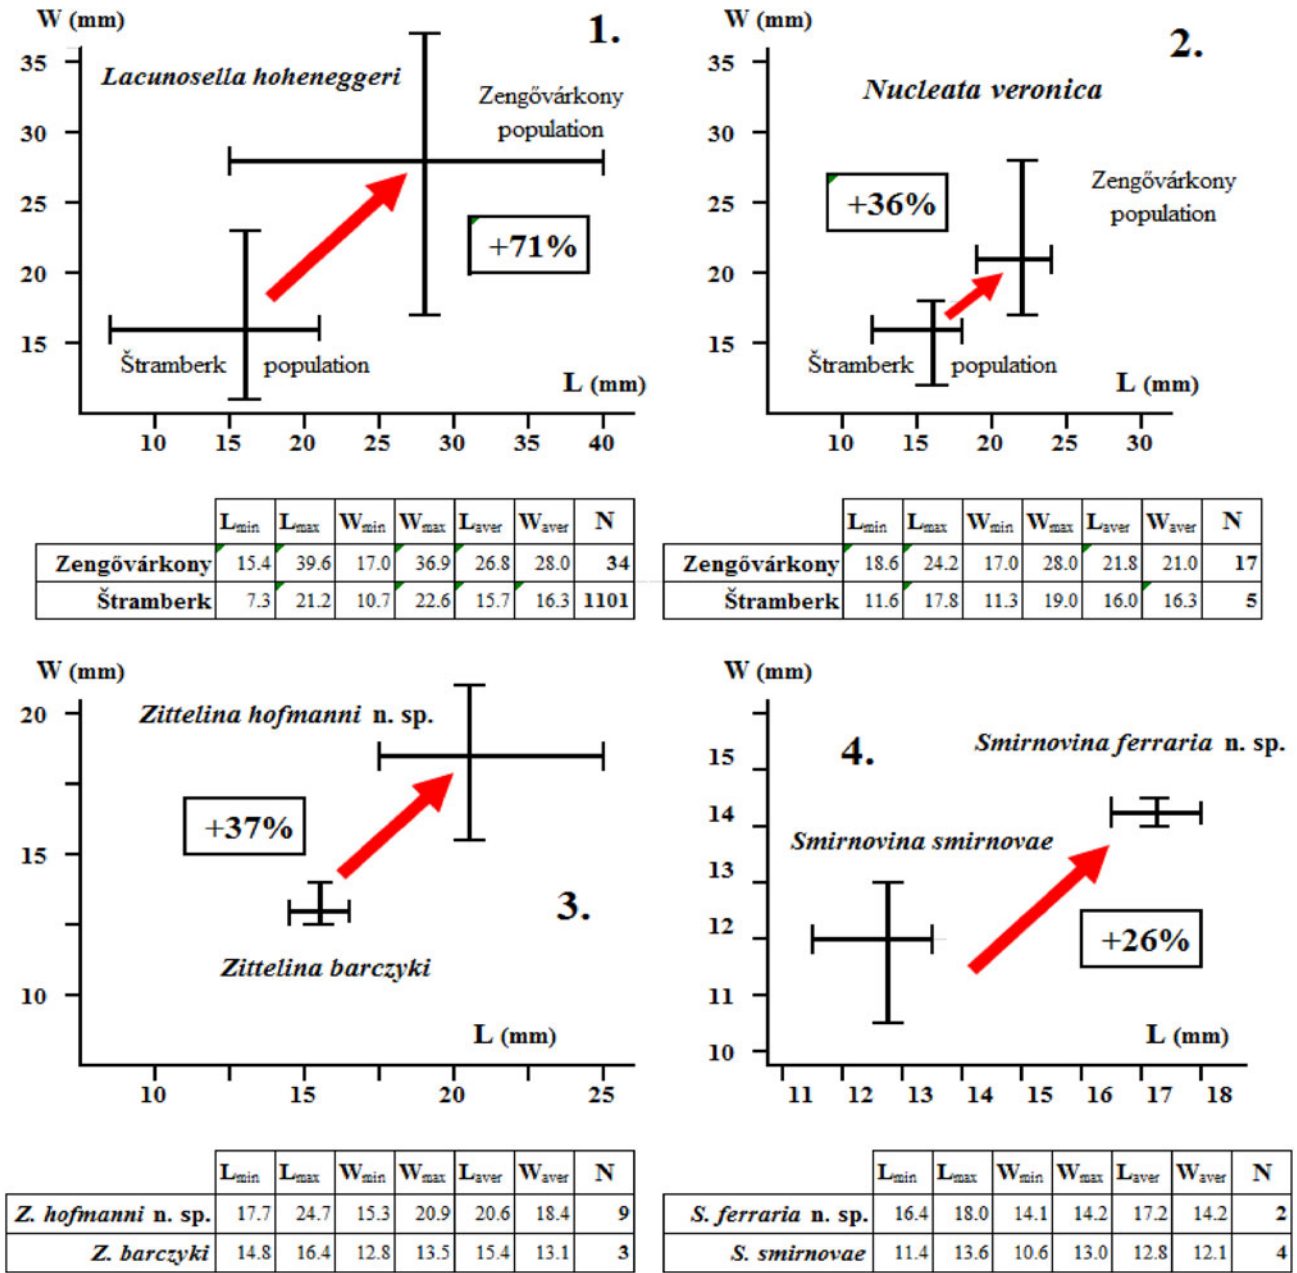 W (mm)
1.
35
Lacunosella hoheneggeri
Zengővárkony
population
30
25
+71%
20
15
Štramberk population
L (mm)
10 15 20 25 30 35 40
W (mm)
2.
35
Nucleata veronica
30
Zengővárkony
population
25
+36%
20
15
Štramberk population
L (mm)
10 15 20 25 30
Lmin Lmax Wmin Wmax Laver Waver N
Zengővárkony 15.4 39.6 17.0 36.9 26.8 28.0 34
Štramberk 7.3 21.2 10.7 22.6 15.7 16.3 1101
Lmin Lmax Wmin Wmax Laver Waver N
Zengővárkony 18.6 24.2 17.0 28.0 21.8 21.0 17
Štramberk 11.6 17.8 11.3 19.0 16.0 16.3 5
W (mm)
20
Zittelina hofmanni n. sp.
+37%
15
3.
Zittelina barczyki
10
L (mm)
10 15 20 25
W (mm)
Smirnovina ferraria n. sp.
15
4.
14
Smirnovina smirnovae
13
12
+26%
11
10
L (mm)
11 12 13 14 15 16 17 18
Lmin Lmax Wmin Wmax Laver Waver N
Z. hofmanni n. sp. 17.7 24.7 15.3 20.9 20.6 18.4 9
Z. barczyki 14.8 16.4 12.8 13.5 15.4 13.1 3
Lmin Lmax Wmin Wmax Laver Waver N
S. ferraria n. sp. 16.4 18.0 14.1 14.2 17.2 14.2 2
S. smirnovae 11.4 13.6 10.6 13.0 12.8 12.1 4